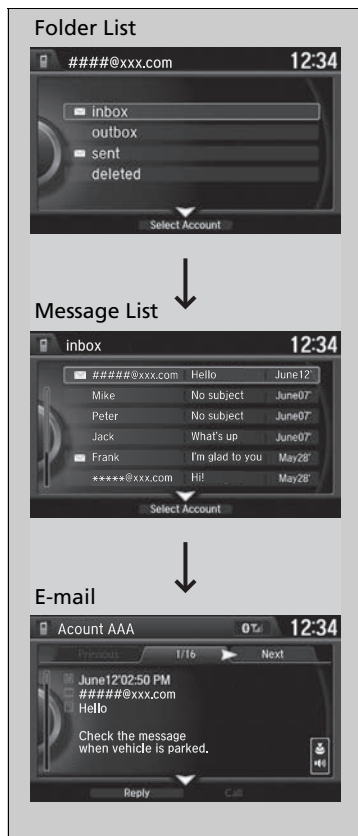 Folder List
####@xxx.com 12:34
inbox
outbox
sent
deleted
Select Account
Message List
inbox 12:34
#####@xxx.com Hello June12'
Mike No subject June07'
Peter No subject June07'
Jack What's up June07'
Frank I'm glad to you May28'
*****@xxx.com Hi! May28'
Select Account
E-mail
Acount AAA 12:34
Previous 1/16 Next
June12'02:50 PM
#####@xxx.com
Hello
Check the message
when vehicle is parked.
Reply Call